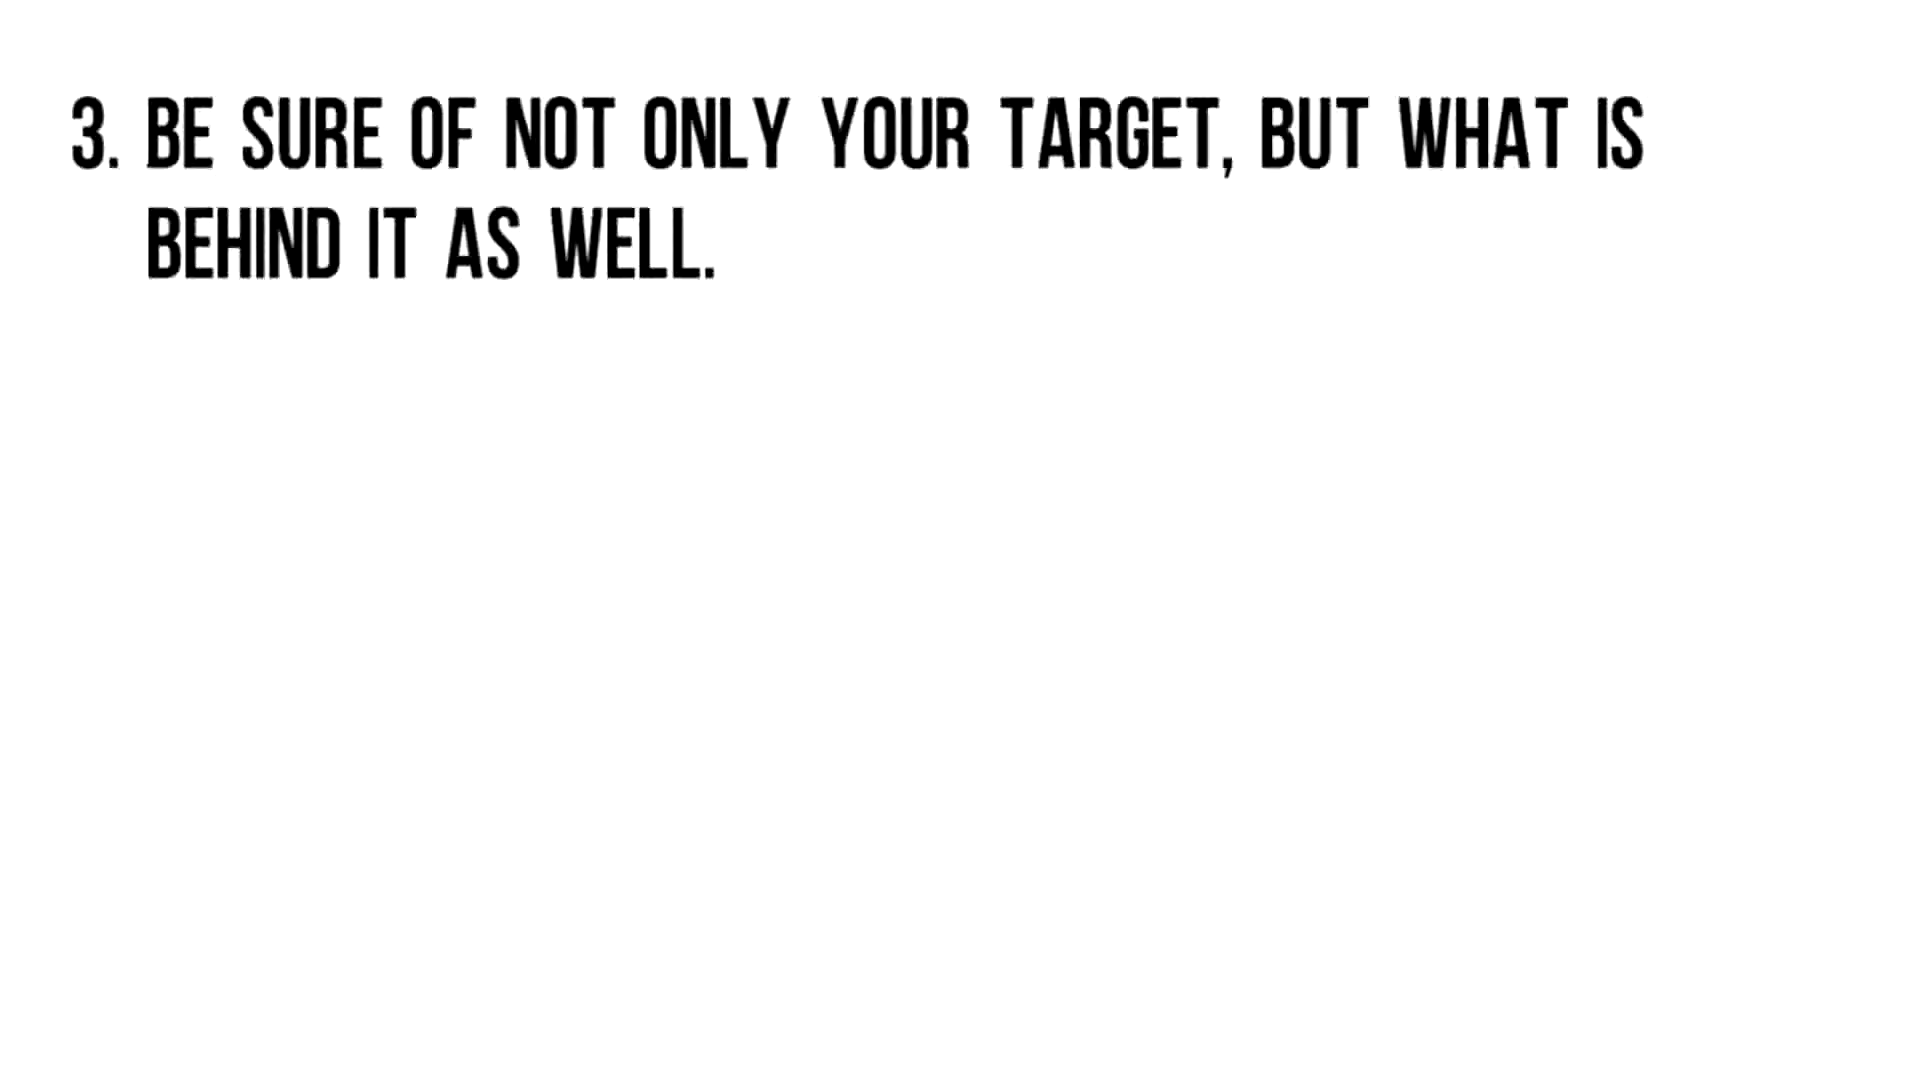 3. BE SURE OF NOT ONLY YOUR TARGET, BUT WHAT IS
BEHIND IT AS WELL.